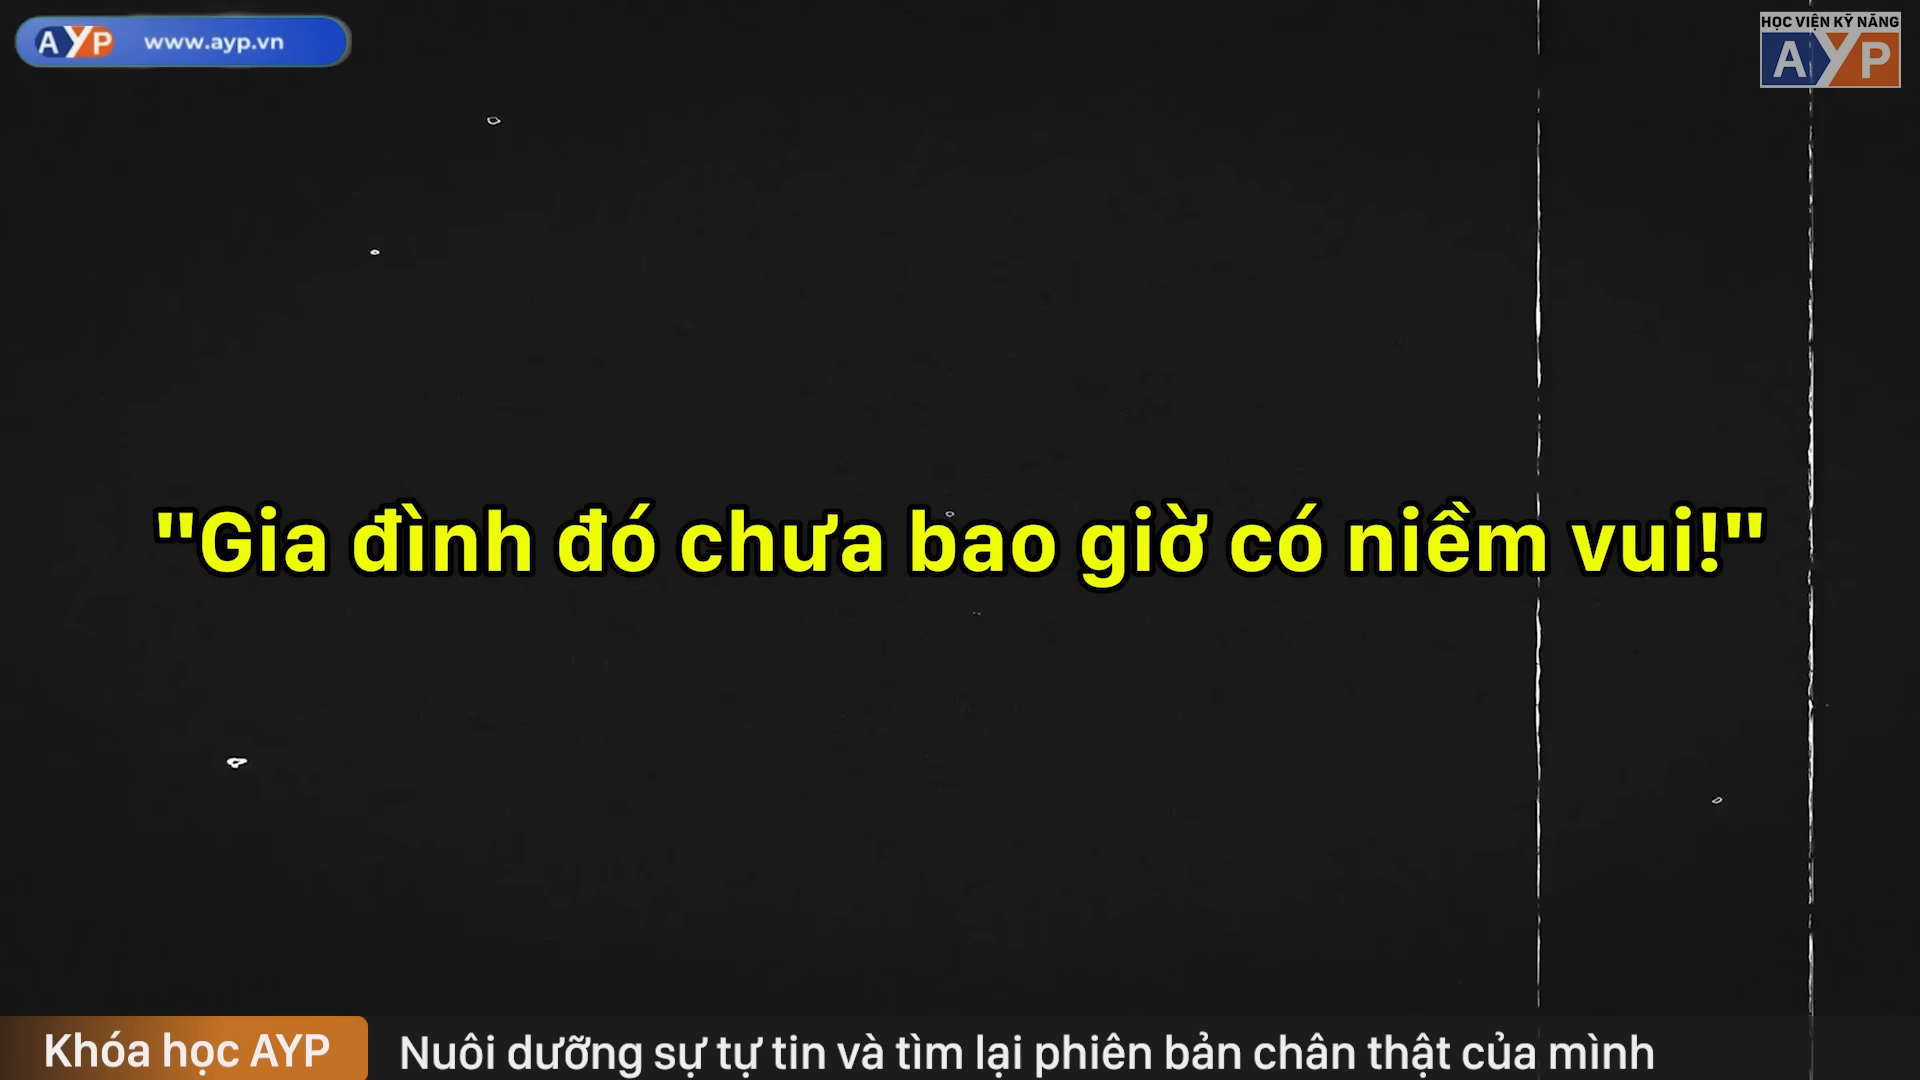 AYP www.ayp.vn
HỌC VIỆN KỸ NĂNG
AYP
"Gia đình đó chưa bao giờ có niềm vui!"
Khóa học AYP
Nuôi dưỡng sự tự tin và tìm lại phiên bản chân thật của mình